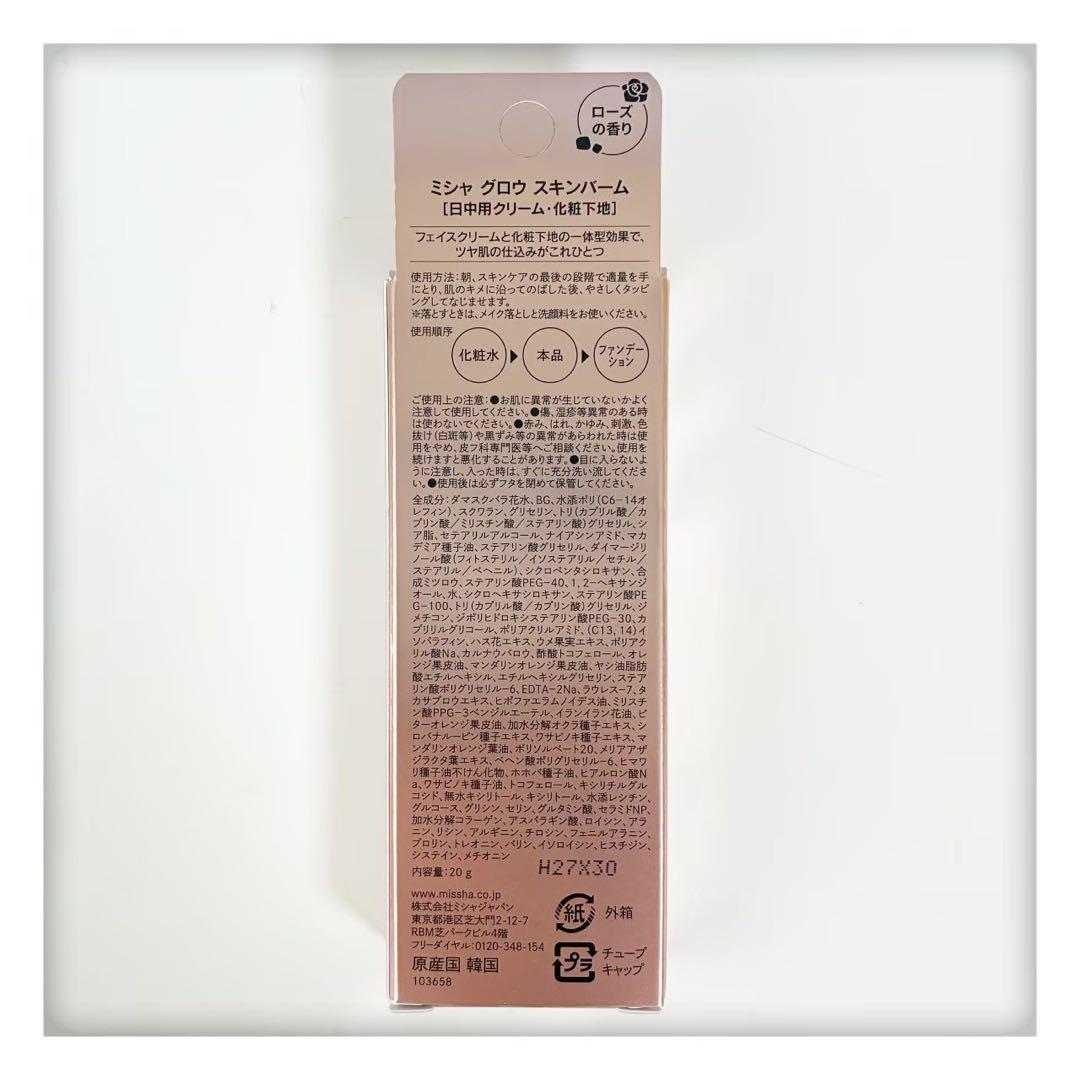 ローズ
の香り
ミシャ グロウ スキンバーム
[日中用クリーム・化粧下地]
フェイスクリームと化粧下地の一体型効果で、
ツヤ肌の仕込みがこれひとつ
使用方法:朝、スキンケアの最後の段階で適量を手
にとり、肌のキメに沿ってのばした後、やさしくタッピ
ングしてなじませます。
※落とすときは、メイク落としと洗顔料をお使いください。
使用順序
化粧水 ▶ 本品 ▶ ファンデー
ション
ご使用上の注意:●お肌に異常が生じていないかよく
注意して使用してください。●傷、湿疹等異常のある時
は使わないでください。●赤み、はれ、かゆみ、刺激、色
抜け(白斑等)や黒ずみ等の異常があらわれた時は使
用をやめ、皮フ科専門医等へご相談ください。使用を
続けますと悪化することがあります。●目に入らないよ
うに注意し、入った時は、すぐに充分洗い流してくださ
い。●使用後は必ずフタを閉めて保管してください。
全成分:ダマスクバラ花水、BG、水添ポリ(C6-14オ
レフィン)、スクワラン、グリセリン、トリ(カプリル酸/カ
プリン酸/ミリスチン酸/ステアリン酸)グリセリル、シ
ア脂、セテアリルアルコール、ナイアシンアミド、マカ
デミア種子油、ステアリン酸グリセリル、ダイマージリ
ノール酸(フィトステリル/イソステアリル/セチル/
ステアリル/ベヘニル)、シクロペンタシロキサン、合
成ミツロウ、ステアリン酸PEG-40、1,2-ヘキサンジ
オール、水、シクロヘキサシロキサン、ステアリン酸PE
G-100、トリ(カプリル酸/カプリン酸)グリセリル、ジ
メチコン、ジポリヒドロキシステアリン酸PEG-30、カ
プリリルグリコール、ポリアクリルアミド、(C13,14)イ
ソパラフィン、ハス花エキス、ウメ果実エキス、ポリアク
リル酸Na、カルナウバロウ、酢酸トコフェロール、オレ
ンジ果皮油、マンダリンオレンジ果皮油、ヤシ油脂肪
酸エチルヘキシル、エチルヘキシルグリセリン、ステア
リン酸ポリグリセリル-6、EDTA-2Na、ラウレス-7、タ
カサブロウエキス、ヒポファエラムノイデス油、ミリスチ
ン酸PPG-3ベンジルエーテル、イランイラン花油、ビ
ターオレンジ果皮油、加水分解オクラ種子エキス、シ
ロバナルーピン種子エキス、ワサビノキ種子エキス、マ
ンダリンオレンジ葉油、ポリソルベート20、メリアアザ
ジラクタ葉エキス、ベヘン酸ポリグリセリル-6、ヒマワ
リ種子油不けん化物、ホホバ種子油、ヒアルロン酸N
a、ワサビノキ種子油、トコフェロール、キシリチルグル
コシド、無水キシリトール、キシリトール、水添レシチン、
グルコース、グリシン、セリン、グルタミン酸、セラミドNP、
加水分解コラーゲン、アスパラギン酸、ロイシン、アラ
ニン、リシン、アルギニン、チロシン、フェニルアラニン、
プロリン、トレオニン、バリン、イソロイシン、ヒスチジン、
システイン、メチオニン
内容量:20g
H27X30
www.missha.co.jp
株式会社ミシャジャパン
東京都港区芝大門2-12-7
RBM芝パークビル4階
フリーダイヤル:0120-348-154
原産国 韓国
103658
紙 外箱
プラ チューブ
キャップ